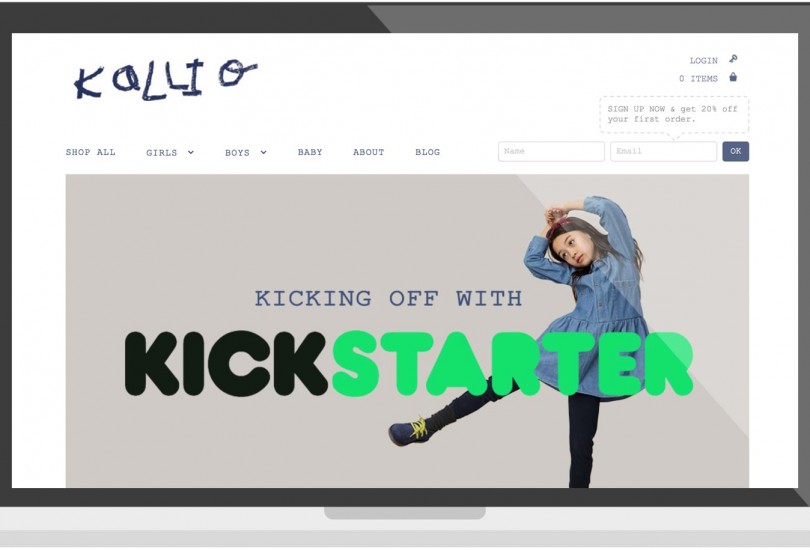 KALLIO
LOGIN
0 ITEMS
SIGN UP NOW & get 20% off
your first order.
SHOP ALL GIRLS BOYS BABY ABOUT BLOG Name Email OK
KICKING OFF WITH
KICKSTARTER